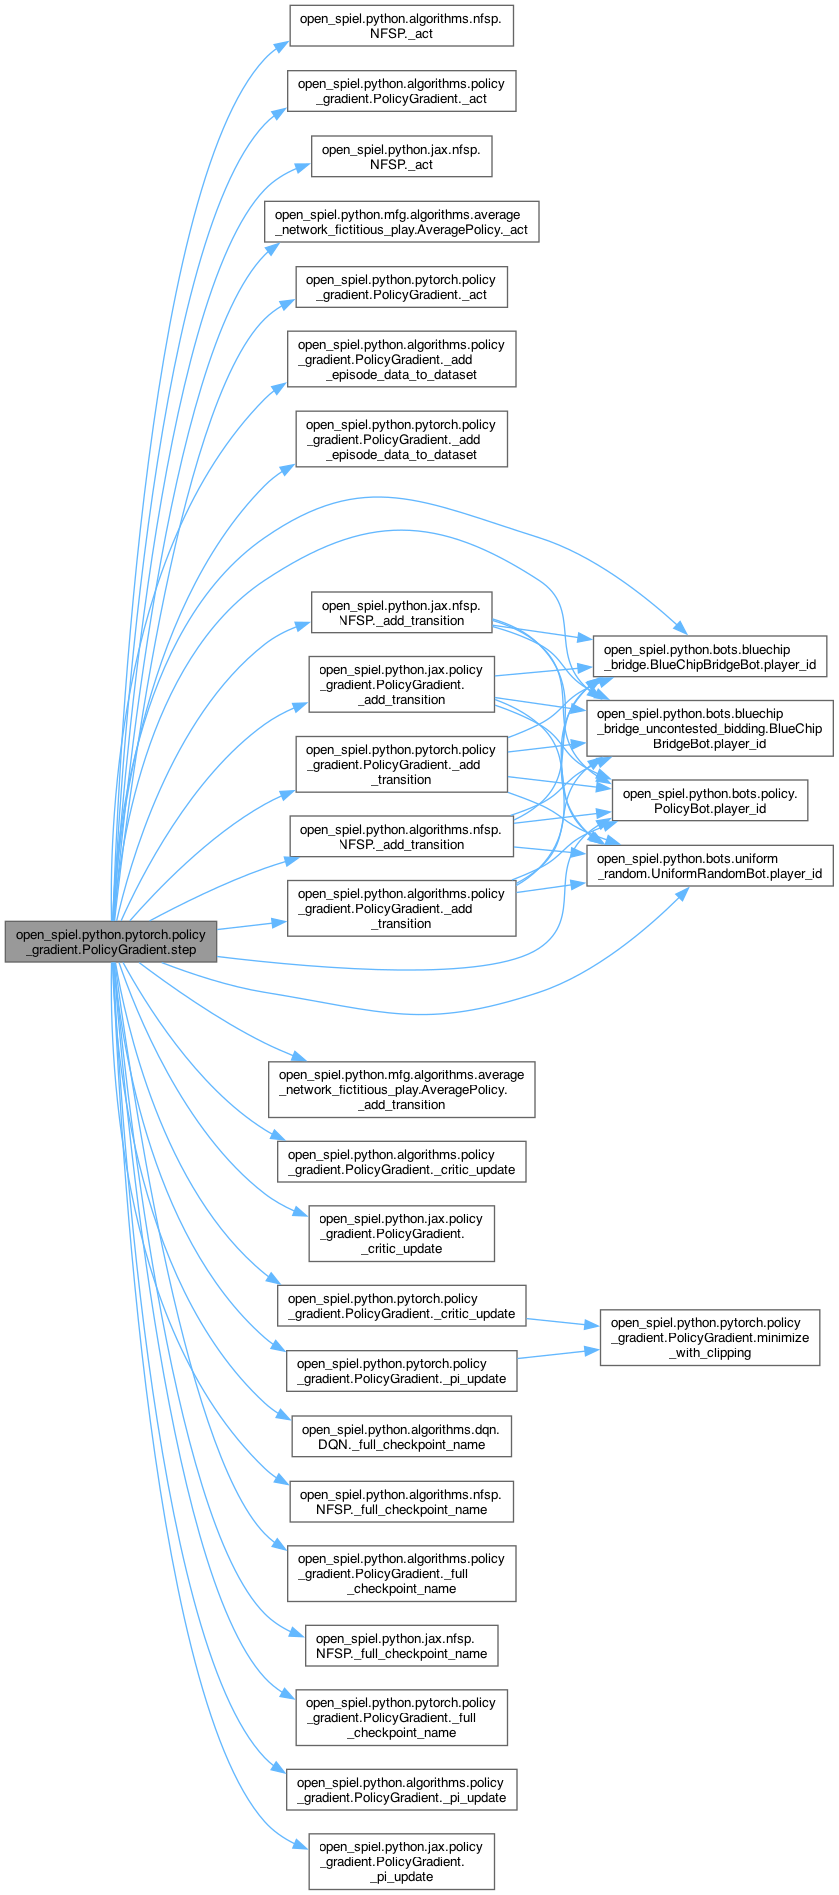 open_spiel.python.algorithms.nfsp.
NFSP._act
open_spiel.python.algorithms.policy
_gradient.PolicyGradient._act
open_spiel.python.jax.nfsp.
NFSP._act
open_spiel.python.mfg.algorithms.average
_network_fictitious_play.AveragePolicy._act
open_spiel.python.pytorch.policy
_gradient.PolicyGradient._act
open_spiel.python.algorithms.policy
_gradient.PolicyGradient._add
_episode_data_to_dataset
open_spiel.python.pytorch.policy
_gradient.PolicyGradient._add
_episode_data_to_dataset
open_spiel.python.jax.nfsp.
NFSP._add_transition
open_spiel.python.jax.policy
_gradient.PolicyGradient.
_add_transition
open_spiel.python.pytorch.policy
_gradient.PolicyGradient._add
_transition
open_spiel.python.algorithms.nfsp.
NFSP._add_transition
open_spiel.python.algorithms.policy
_gradient.PolicyGradient._add
_transition
open_spiel.python.bots.bluechip
_bridge.BlueChipBridgeBot.player_id
open_spiel.python.bots.bluechip
_bridge_uncontested_bidding.BlueChip
BridgeBot.player_id
open_spiel.python.bots.policy.
PolicyBot.player_id
open_spiel.python.bots.uniform
_random.UniformRandomBot.player_id
open_spiel.python.pytorch.policy
_gradient.PolicyGradient.step
open_spiel.python.mfg.algorithms.average
_network_fictitious_play.AveragePolicy.
_add_transition
open_spiel.python.algorithms.policy
_gradient.PolicyGradient._critic_update
open_spiel.python.jax.policy
_gradient.PolicyGradient.
_critic_update
open_spiel.python.pytorch.policy
_gradient.PolicyGradient._critic_update
open_spiel.python.pytorch.policy
_gradient.PolicyGradient.minimize
_with_clipping
open_spiel.python.pytorch.policy
_gradient.PolicyGradient._pi_update
open_spiel.python.algorithms.dqn.
DQN._full_checkpoint_name
open_spiel.python.algorithms.nfsp.
NFSP._full_checkpoint_name
open_spiel.python.algorithms.policy
_gradient.PolicyGradient._full
_checkpoint_name
open_spiel.python.jax.nfsp.
NFSP._full_checkpoint_name
open_spiel.python.pytorch.policy
_gradient.PolicyGradient._full
_checkpoint_name
open_spiel.python.algorithms.policy
_gradient.PolicyGradient._pi_update
open_spiel.python.jax.policy
_gradient.PolicyGradient.
_pi_update